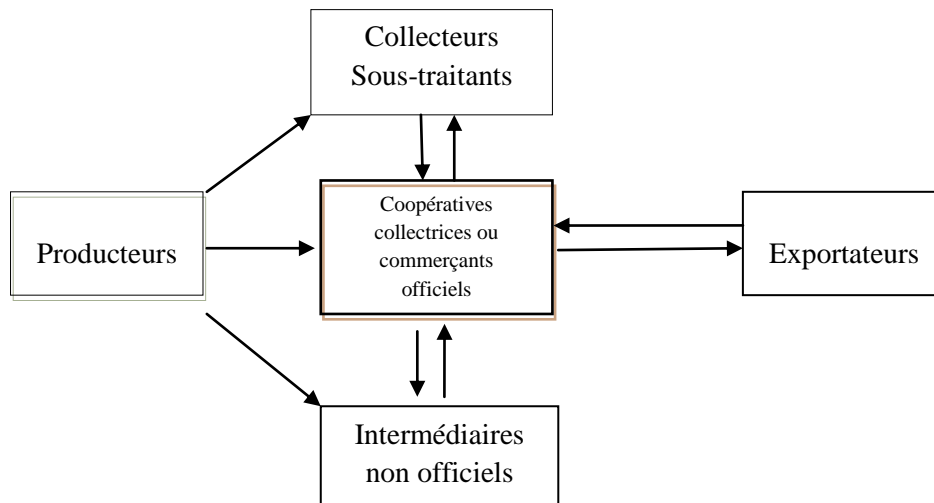 Collecteurs
Sous-traitants
Producteurs
Coopératives
collectrices ou
commerçants
officiels
Exportateurs
Intermédiaires
non officiels